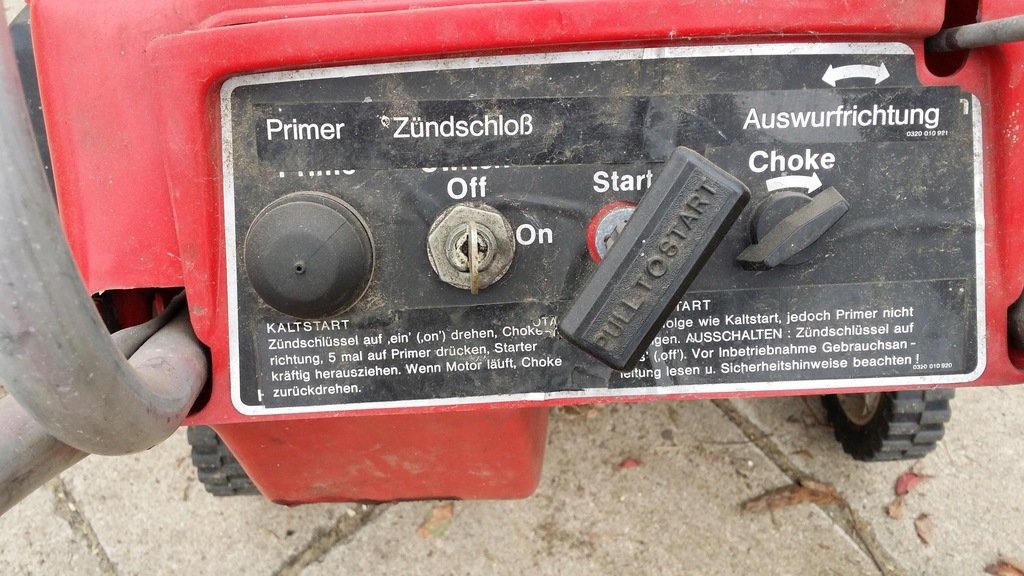 Primer Zündschloß Auswurfrichtung
0320 010 921
Off
On
Start
Choke
PULL TO START
KALTSTART
Zündschlüssel auf ‚ein' (‚on') drehen, Choke
richtung, 5 mal auf Primer drücken, Starter
kräftig herausziehen. Wenn Motor läuft, Choke
zurückdrehen.
START
folge wie Kaltstart, jedoch Primer nicht
gen. AUSSCHALTEN : Zündschlüssel auf
(‚off'). Vor Inbetriebnahme Gebrauchsan-
leitung lesen u. Sicherheitshinweise beachten !
0320 010 920